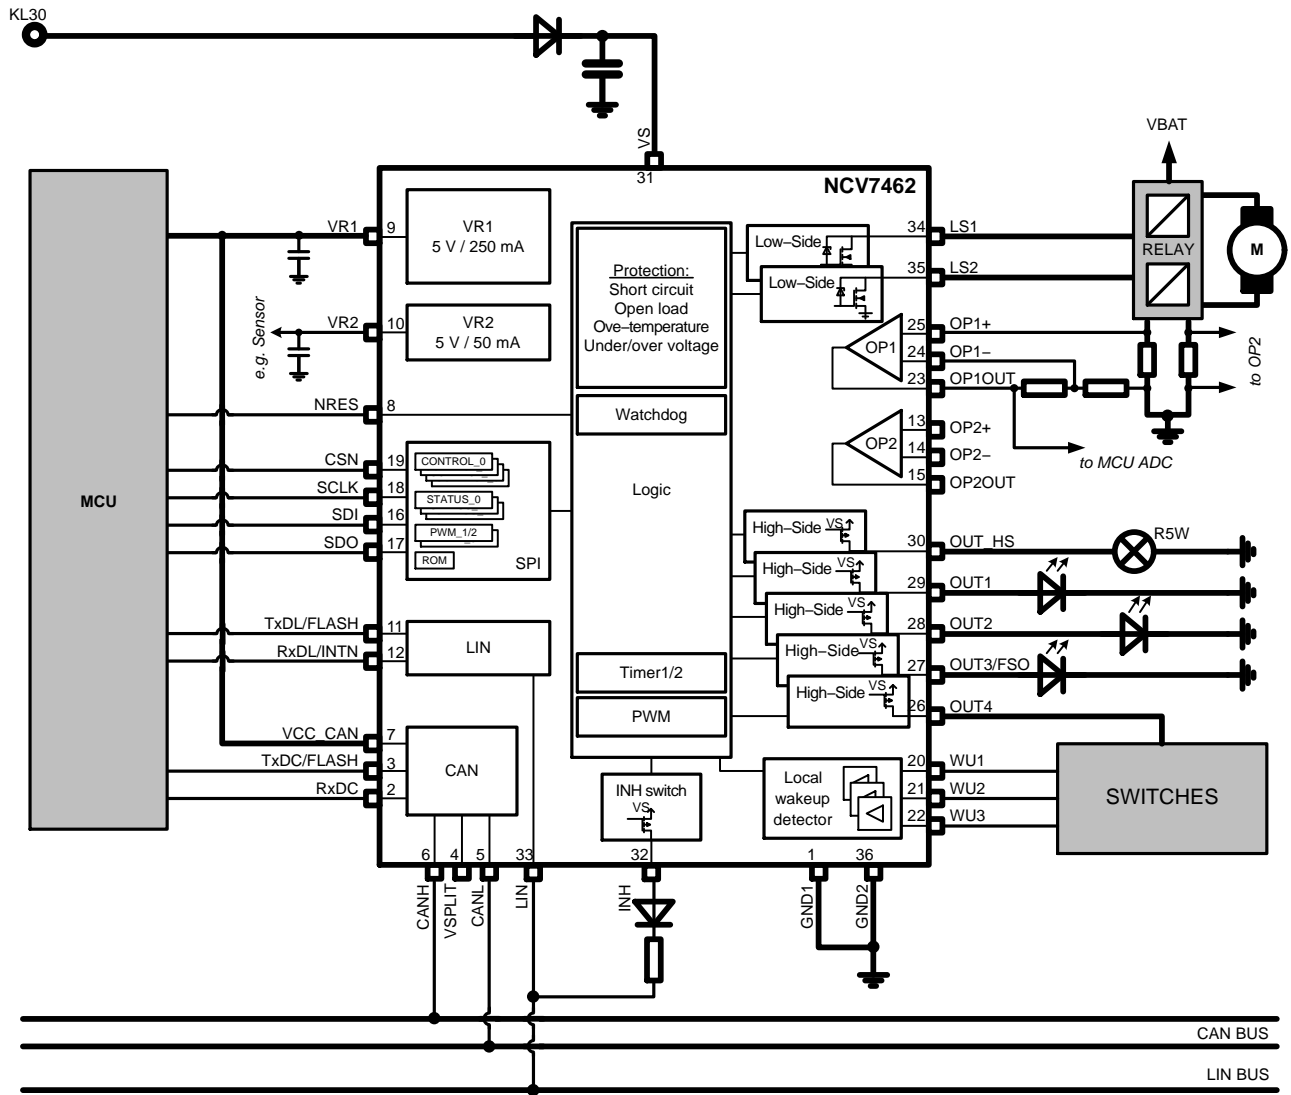 KL30
VS
31
VBAT
NCV7462
VR1
9
VR1
5 V / 250 mA
Protection:
Short circuit
Open load
Ove–temperature
Under/over voltage
Low–Side
Low–Side
34
LS1
35
LS2
RELAY
M
e.g. Sensor
VR2
10
VR2
5 V / 50 mA
OP1
25
OP1+
24
OP1–
23
OP1OUT
to OP2
NRES
8
Watchdog
OP2
13
OP2+
14
OP2–
15
OP2OUT
to MCU ADC
MCU
CSN
19
SCLK
18
SDI
16
SDO
17
CONTROL_0
STATUS_0
PWM_1/2
ROM
SPI
Logic
High–Side
VS
30
OUT_HS
R5W
High–Side
VS
29
OUT1
High–Side
VS
28
OUT2
High–Side
VS
27
OUT3/FSO
High–Side
VS
26
OUT4
TxDL/FLASH
11
RxDL/INTN
12
LIN
Timer1/2
PWM
VCC_CAN
7
TxDC/FLASH
3
RxDC
2
CAN
INH switch
VS
Local
wakeup
detector
20
WU1
21
WU2
22
WU3
SWITCHES
6
4
5
33
32
1
36
CANH
VSPLIT
CANL
LIN
INH
GND1
GND2
CAN BUS
LIN BUS